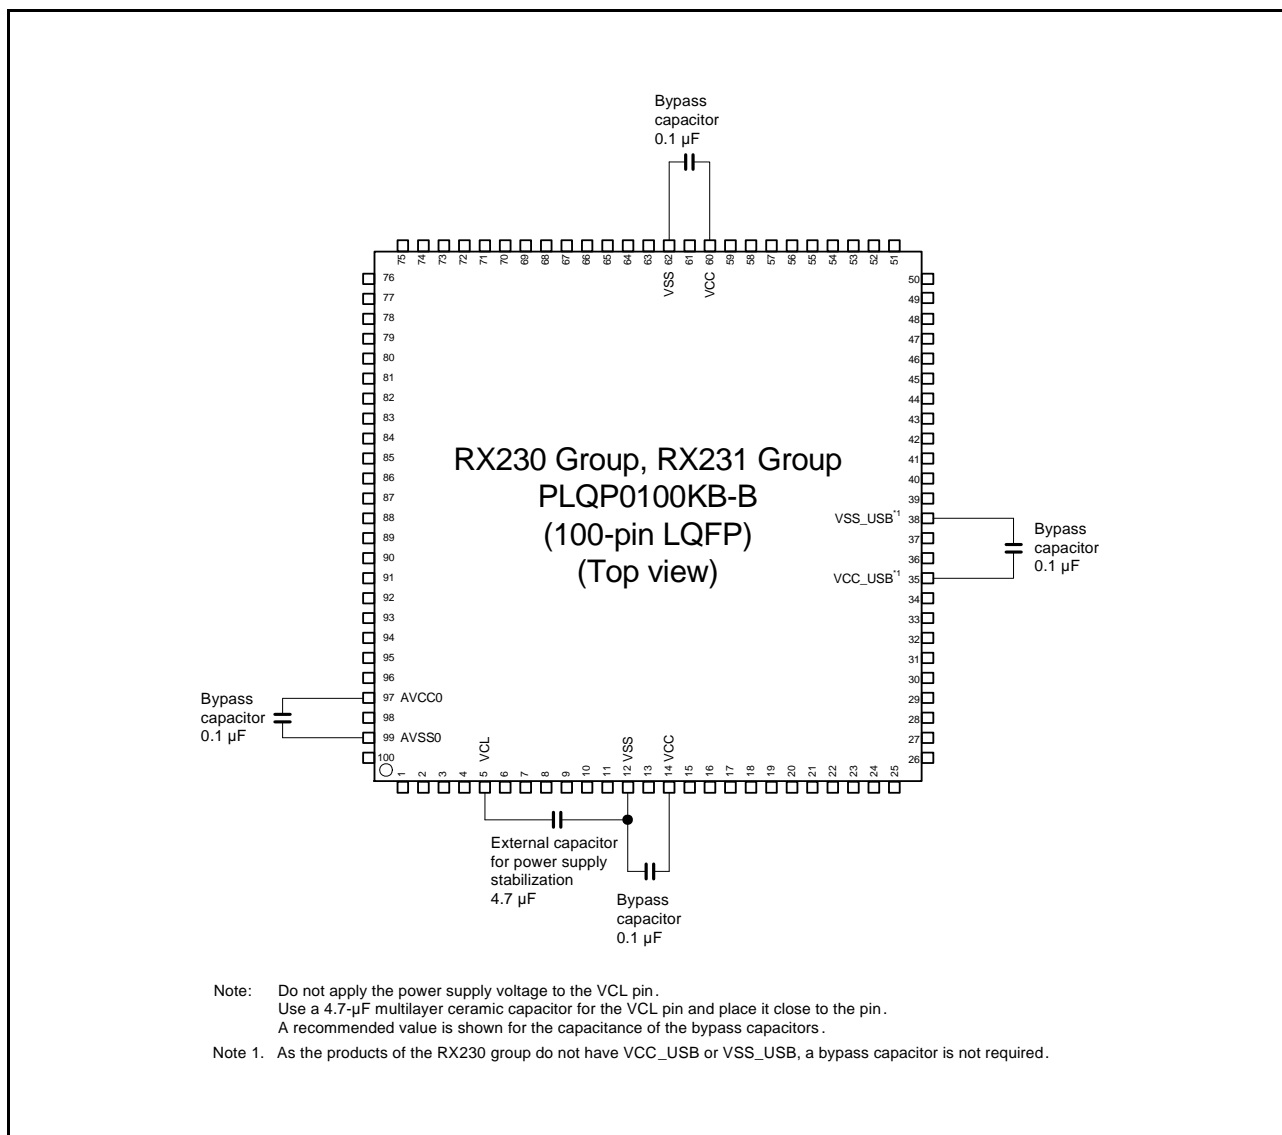 Bypass
capacitor
0.1 µF
75 74 73 72 71 70 69 68 67 66 65 64 63 62 61 60 59 58 57 56 55 54 53 52 51
VSS
VCC
76
77
78
79
80
81
82
83
84
85
86
87
88
89
90
91
92
93
94
95
96
97 AVCC0
98
99 AVSS0
100
50
49
48
47
46
45
44
43
42
41
40
39
VSS_USB*1 38
37
36
VCC_USB*1 35
34
33
32
31
30
29
28
27
26
RX230 Group, RX231 Group
PLQP0100KB-B
(100-pin LQFP)
(Top view)
Bypass
capacitor
0.1 µF
Bypass
capacitor
0.1 µF
VCL
VSS
VCC
1 2 3 4 5 6 7 8 9 10 11 12 13 14 15 16 17 18 19 20 21 22 23 24 25
External capacitor
for power supply
stabilization
4.7 µF
Bypass
capacitor
0.1 µF
Note: Do not apply the power supply voltage to the VCL pin.
Use a 4.7-µF multilayer ceramic capacitor for the VCL pin and place it close to the pin.
A recommended value is shown for the capacitance of the bypass capacitors.
Note 1. As the products of the RX230 group do not have VCC_USB or VSS_USB, a bypass capacitor is not required.